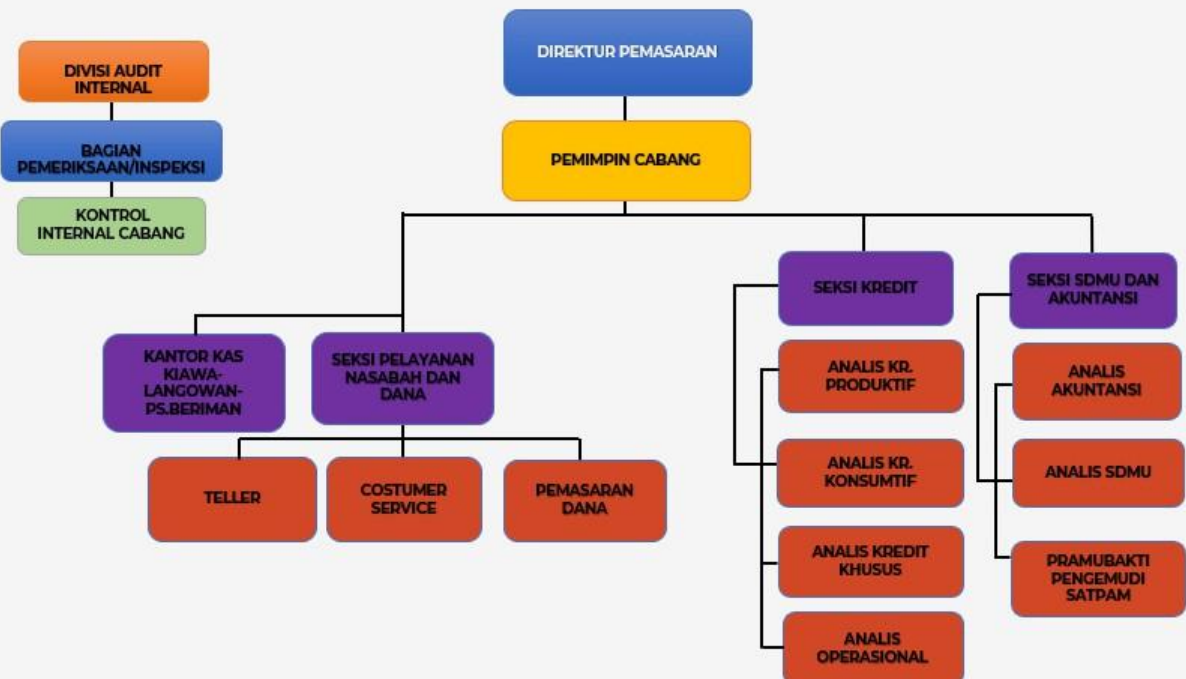 DIREKTUR PEMASARAN
DIVISI AUDIT
INTERNAL
BAGIAN
PEMERIKSAAN/INSPEKSI
KONTROL
INTERNAL CABANG
PEMIMPIN CABANG
SEKSI KREDIT
SEKSI SDMU DAN
AKUNTANSI
KANTOR KAS
KIAWA-
LANGOWAN-
PS.BERIMAN
SEKSI PELAYANAN
NASABAH DAN
DANA
TELLER
COSTUMER
SERVICE
PEMASARAN
DANA
ANALIS KR.
PRODUKTIF
ANALIS KR.
KONSUMTIF
ANALIS KREDIT
KHUSUS
ANALIS
OPERASIONAL
ANALIS
AKUNTANSI
ANALIS SDMU
PRAMUBAKTI
PENGEMUDI
SATPAM